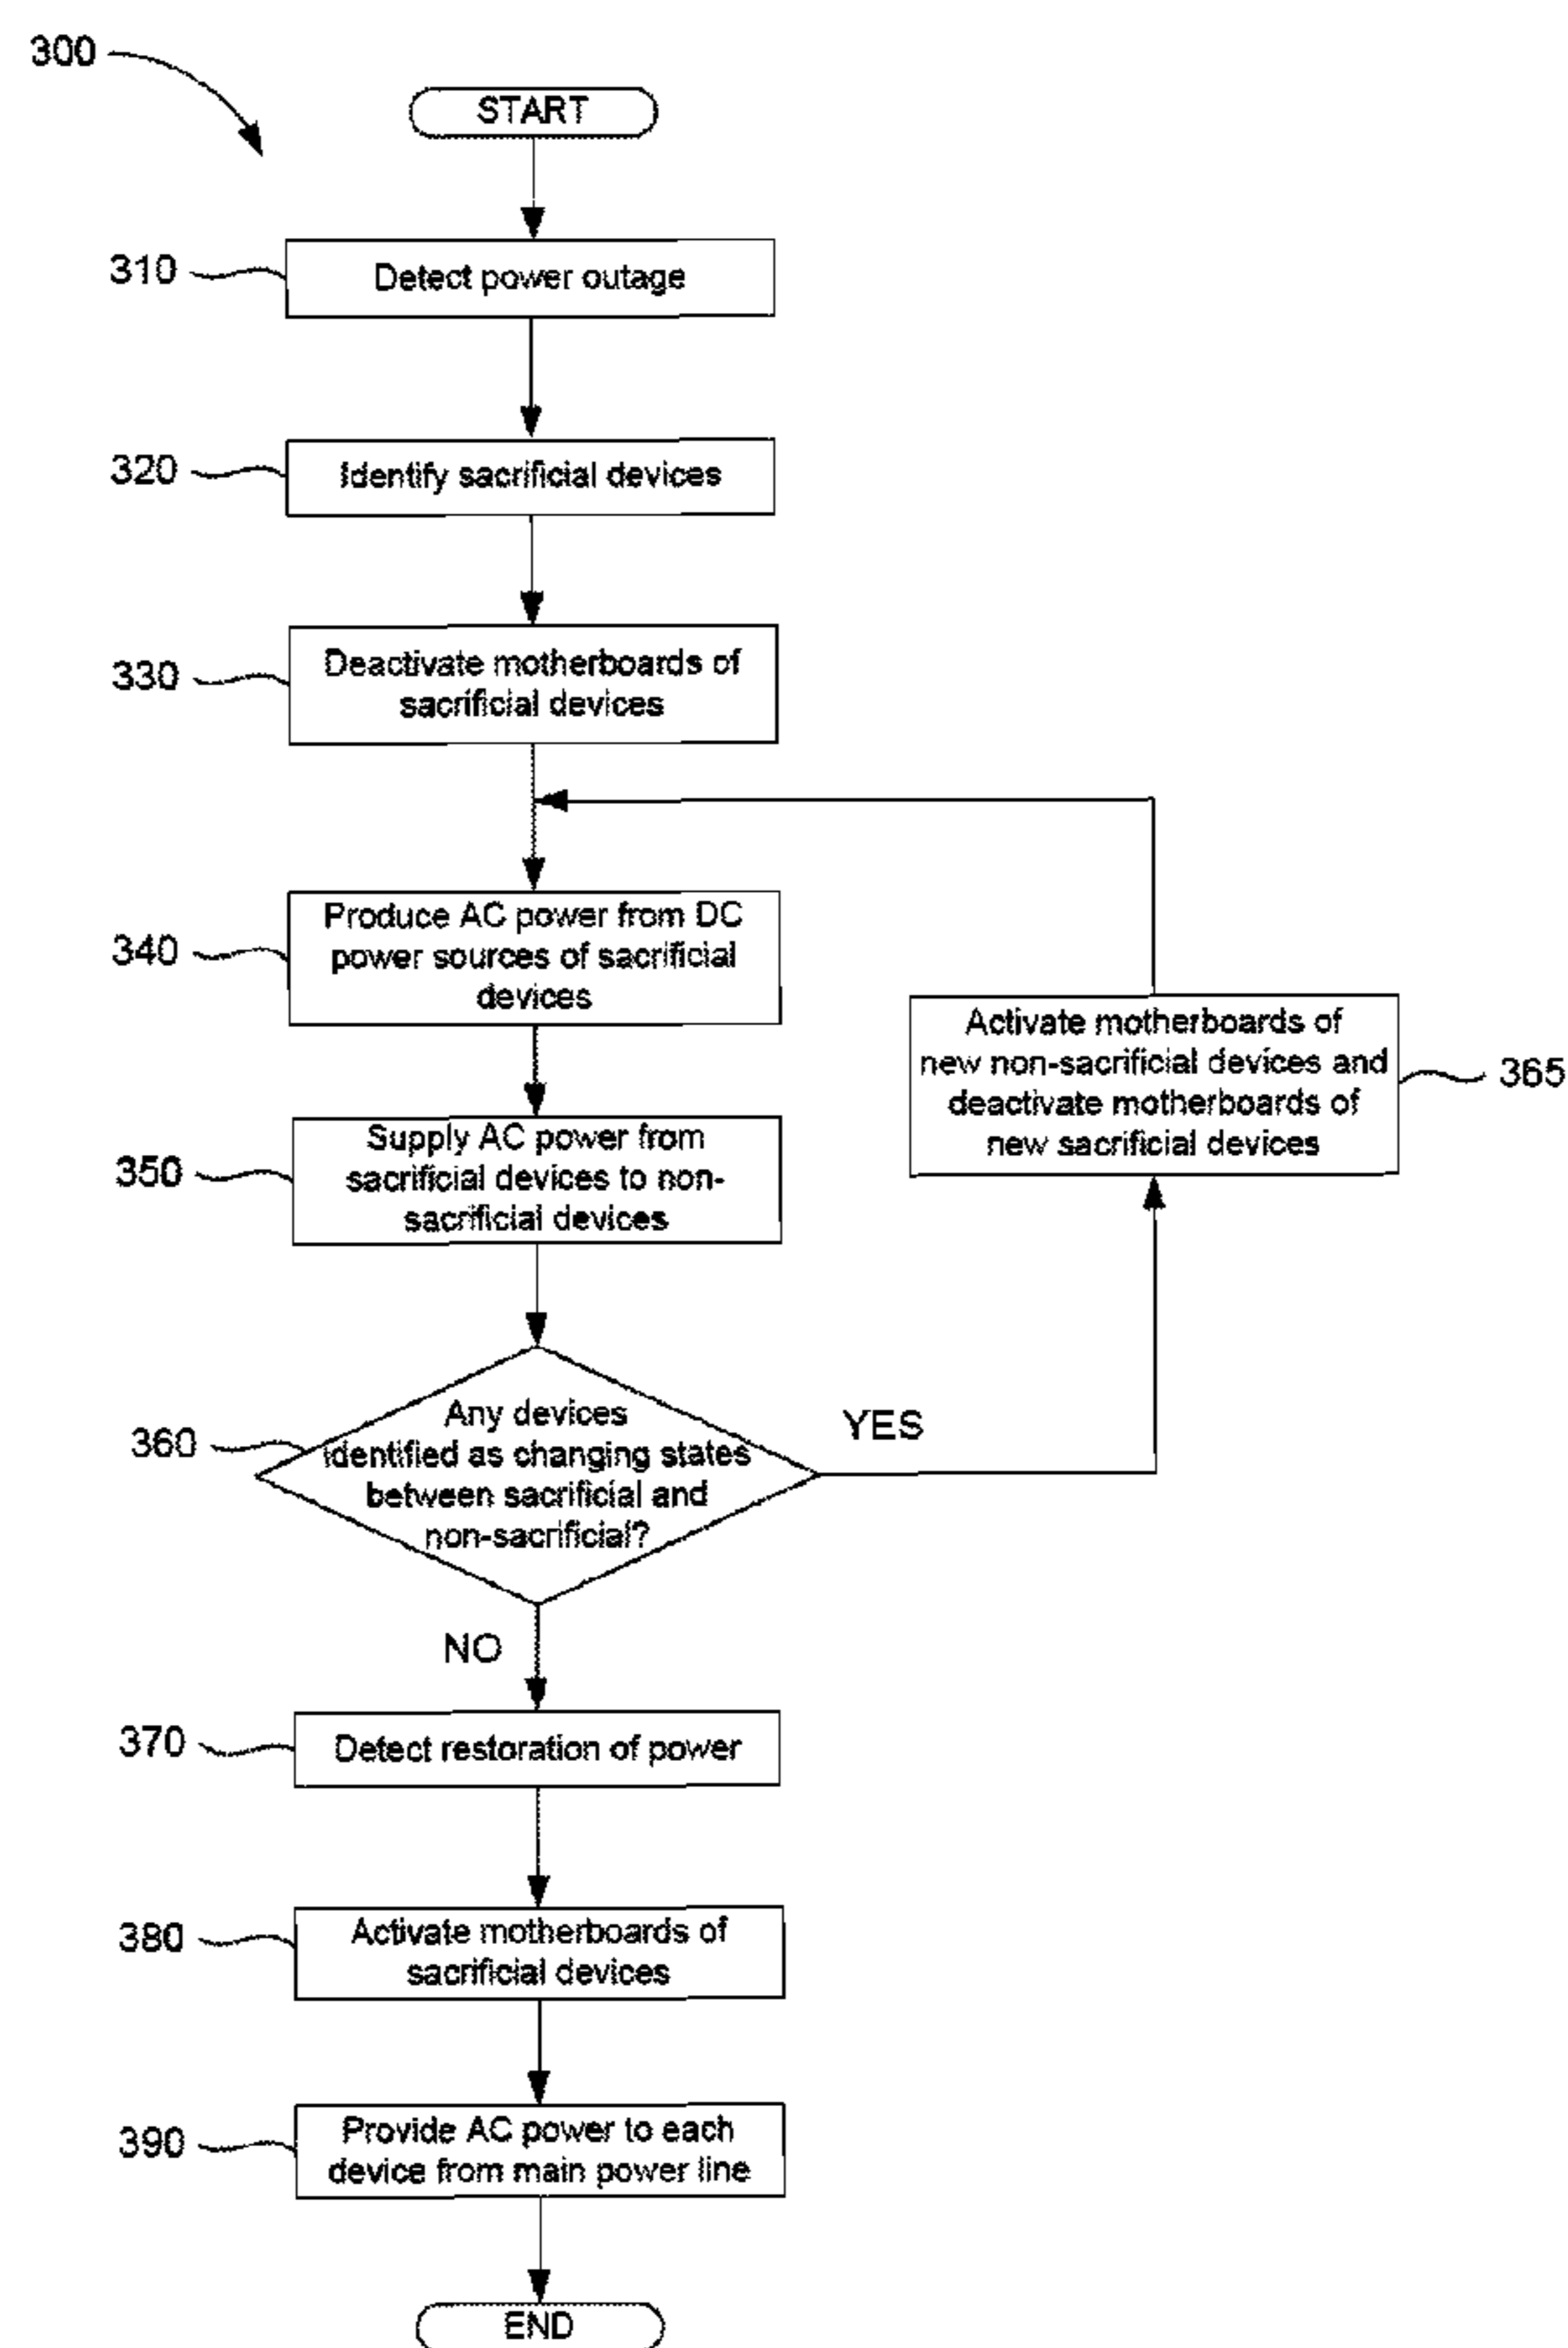 300
START
310
Detect power outage
320
Identify sacrificial devices
330
Deactivate motherboards of
sacrificial devices
340
Produce AC power from DC
power sources of sacrificial
devices
350
Supply AC power from
sacrificial devices to non-
sacrificial devices
360
Any devices
identified as changing states
between sacrificial and
non-sacrificial?
YES
Activate motherboards of
new non-sacrificial devices and
deactivate motherboards of
new sacrificial devices
365
NO
370
Detect restoration of power
380
Activate motherboards of
sacrificial devices
390
Provide AC power to each
device from main power line
END